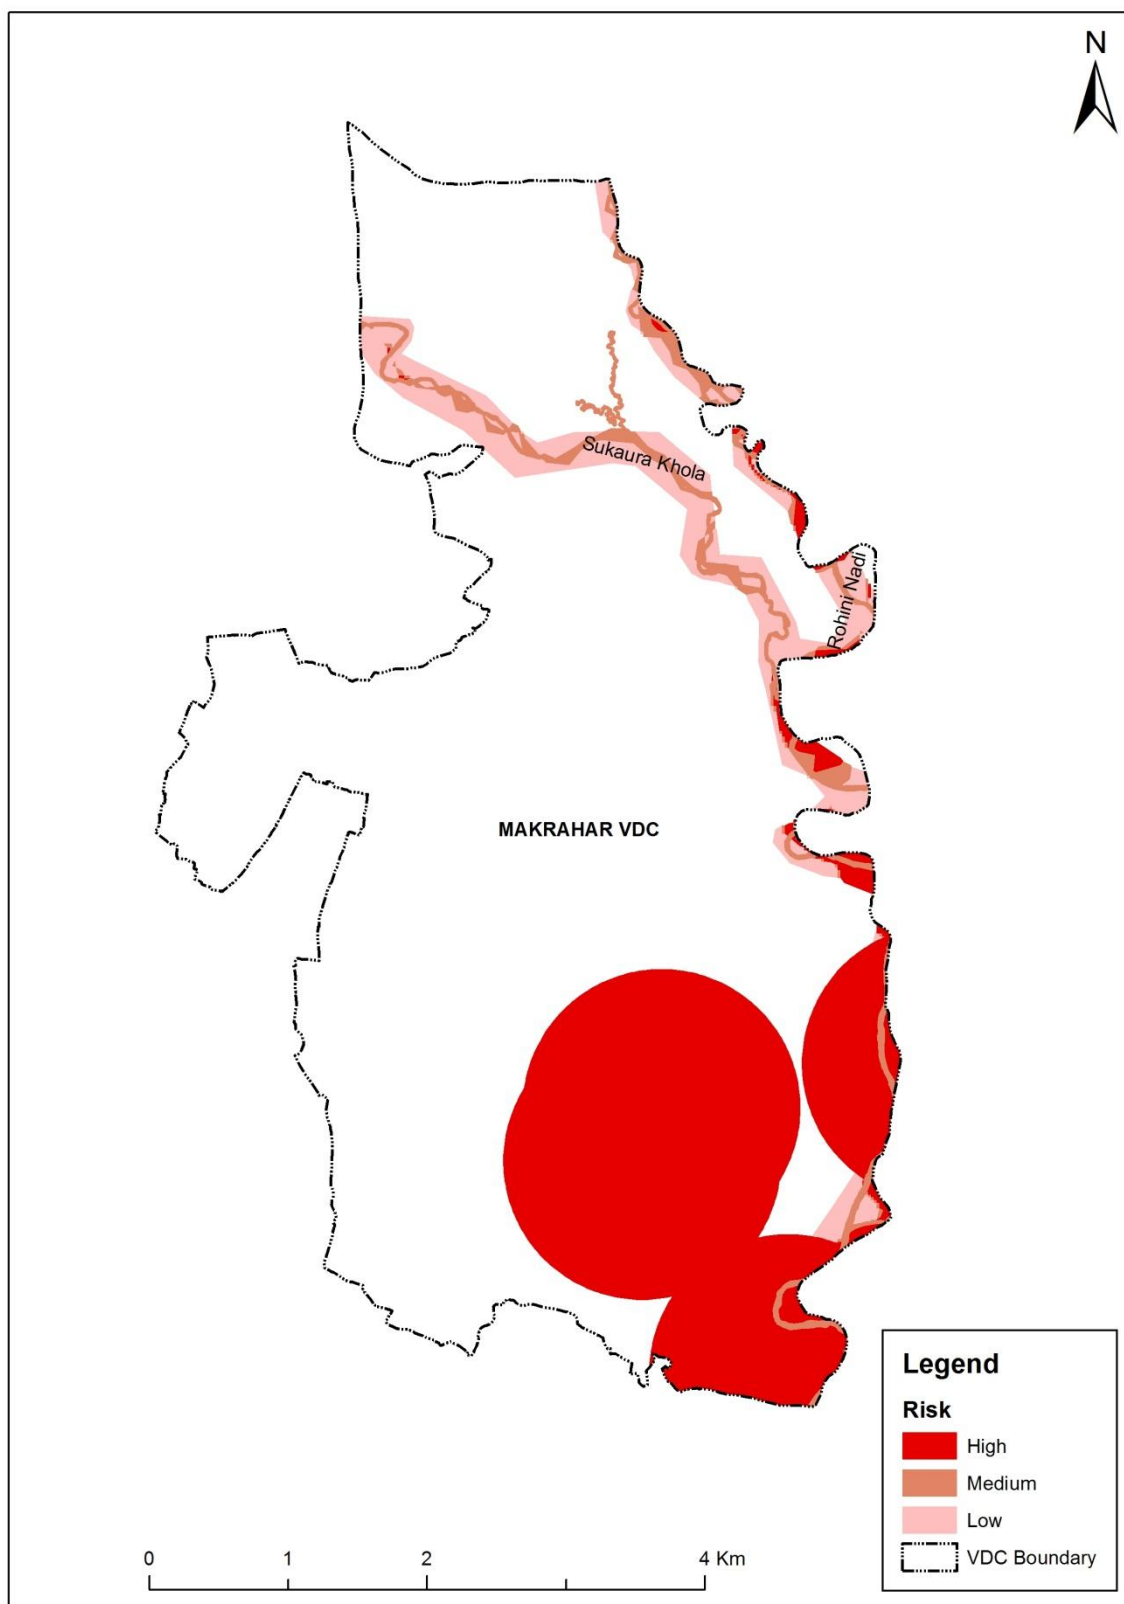 N
Sukaura Khola
Rohini Nadi
MAKRAHAR VDC
Legend
Risk
High
Medium
Low
VDC Boundary
0 1 2 4 Km